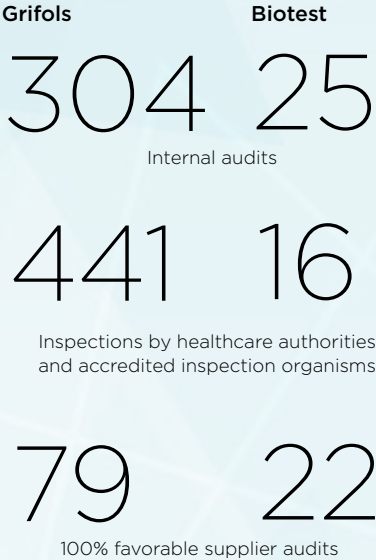 Grifols Biotest
304 25
Internal audits
441 16
Inspections by healthcare authorities
and accredited inspection organisms
79 22
100% favorable supplier audits